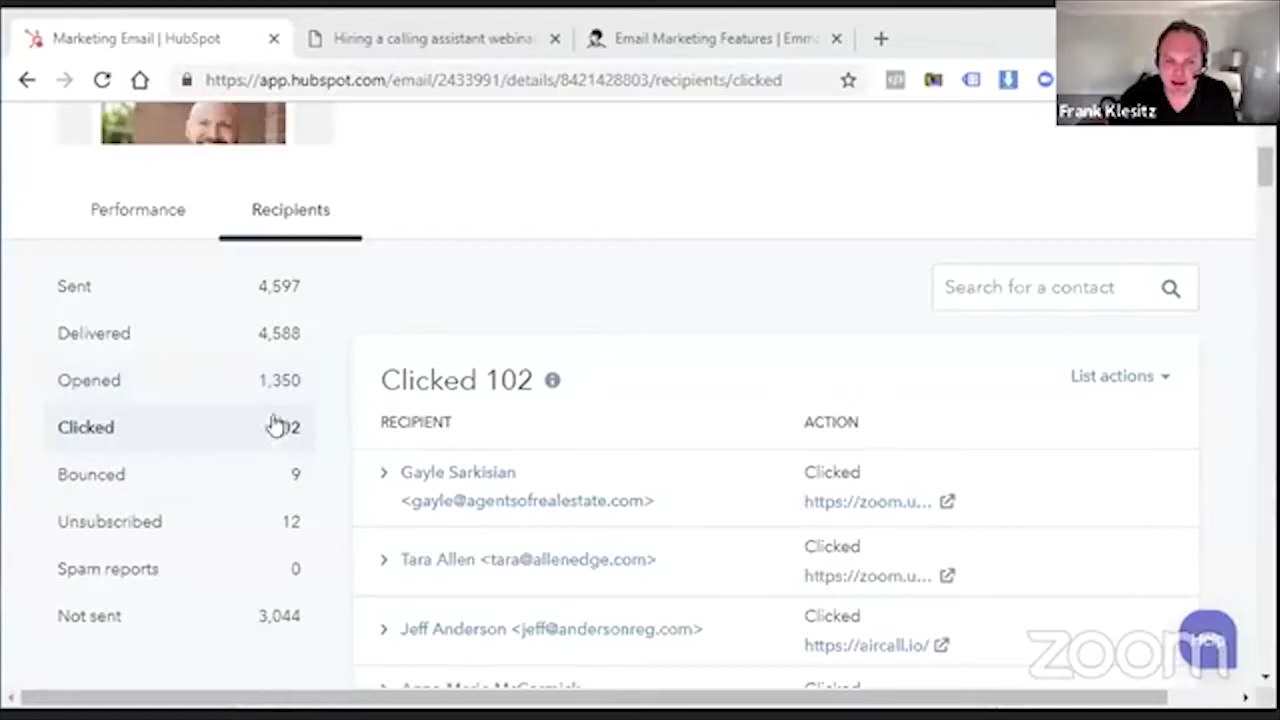 Marketing Email | HubSpot
Hiring a calling assistant webina
Email Marketing Features | Emma
https://app.hubspot.com/email/2433991/details/8421428803/recipients/clicked
Frank Klesitz
Performance
Recipients
Sent 4,597
Delivered 4,588
Opened 1,350
Clicked
Bounced 9
Unsubscribed 12
Spam reports 0
Not sent 3,044
Search for a contact
Clicked 102
List actions
RECIPIENT ACTION
Gayle Sarkisian Clicked
<gayle@agentsofrealestate.com> https://zoom.u...
Clicked
Tara Allen <tara@allenedge.com>
https://zoom.u...
Clicked
Jeff Anderson <jeff@andersonreg.com>
https://aircall.io/
Clicked
Help
zoom